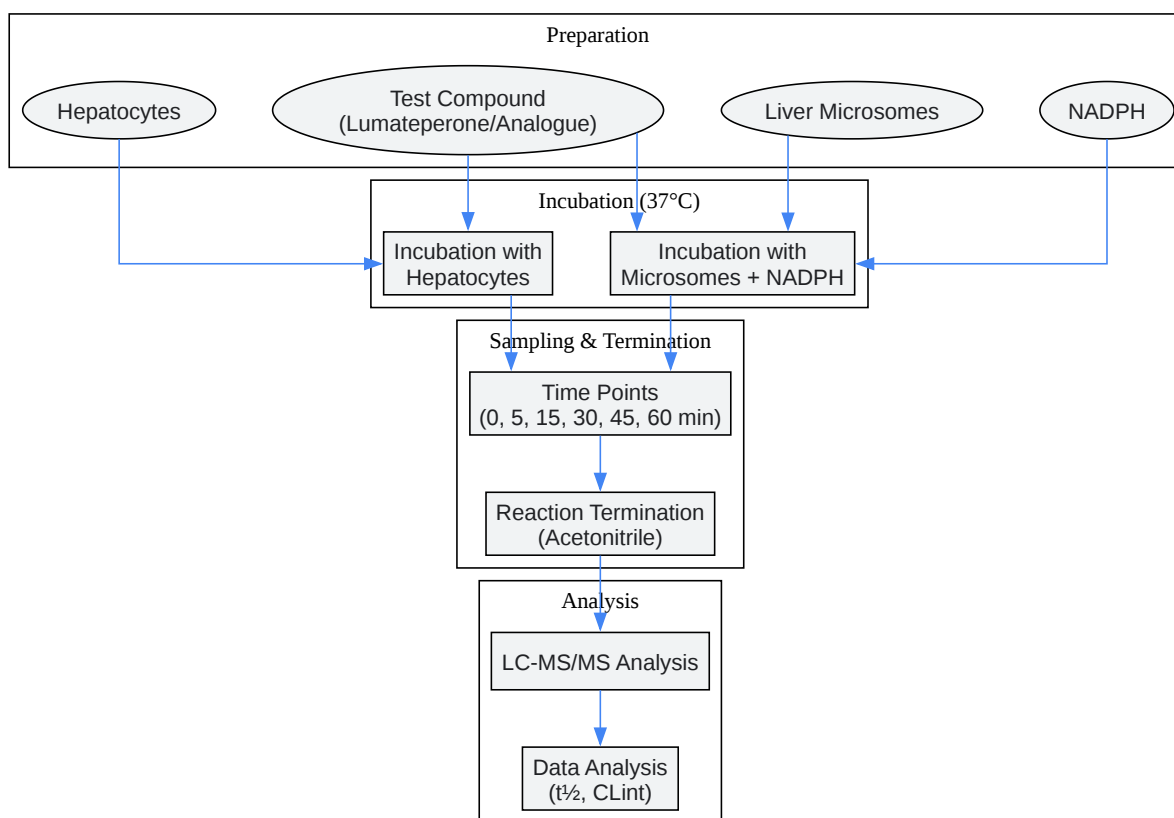 Preparation
Hepatocytes
Test Compound
(Lumateperone/Analogue)
Liver Microsomes
NADPH
Incubation (37°C)
Incubation with
Hepatocytes
Incubation with
Microsomes + NADPH
Sampling & Termination
Time Points
(0, 5, 15, 30, 45, 60 min)
Reaction Termination
(Acetonitrile)
Analysis
LC-MS/MS Analysis
Data Analysis
(t½, CLint)